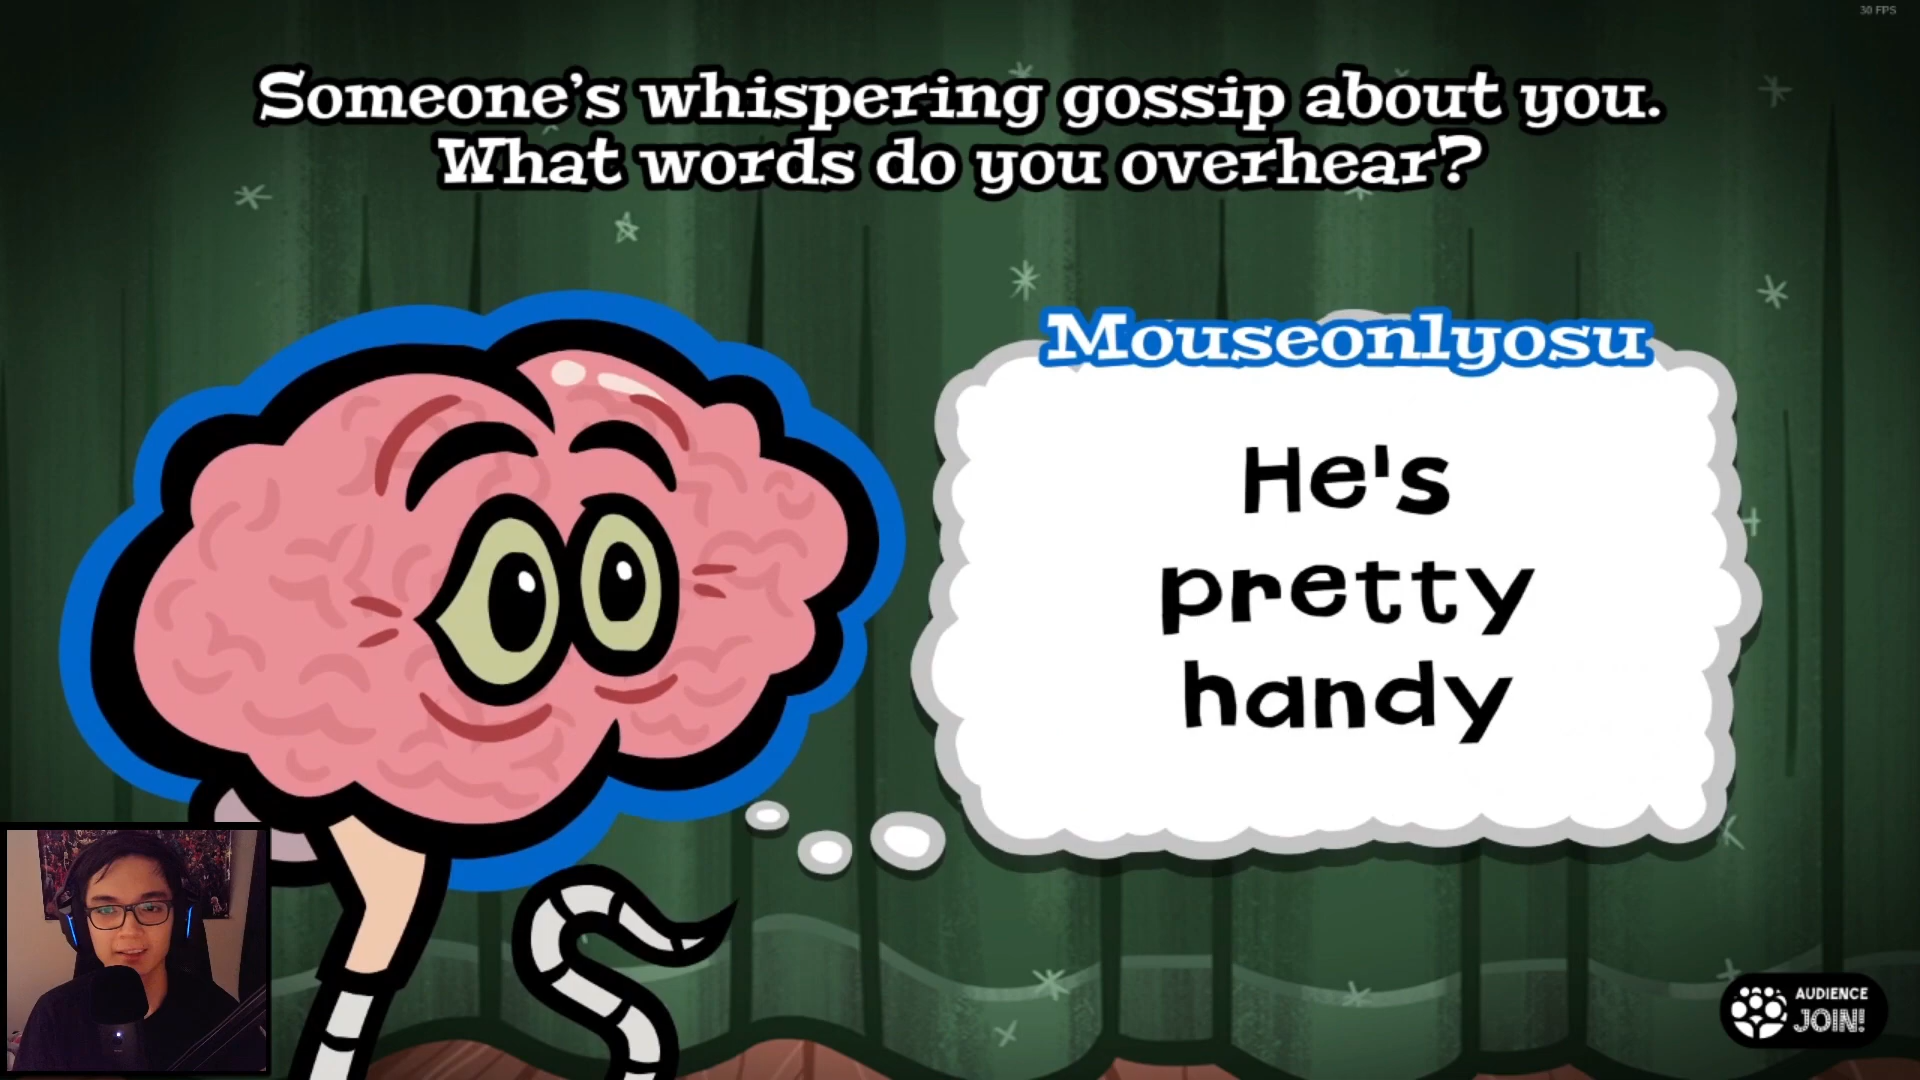 30 FPS
Someone's whispering gossip about you.
What words do you overhear?
Mouseonlyosu
He's
pretty
handy
AUDIENCE
JOIN!